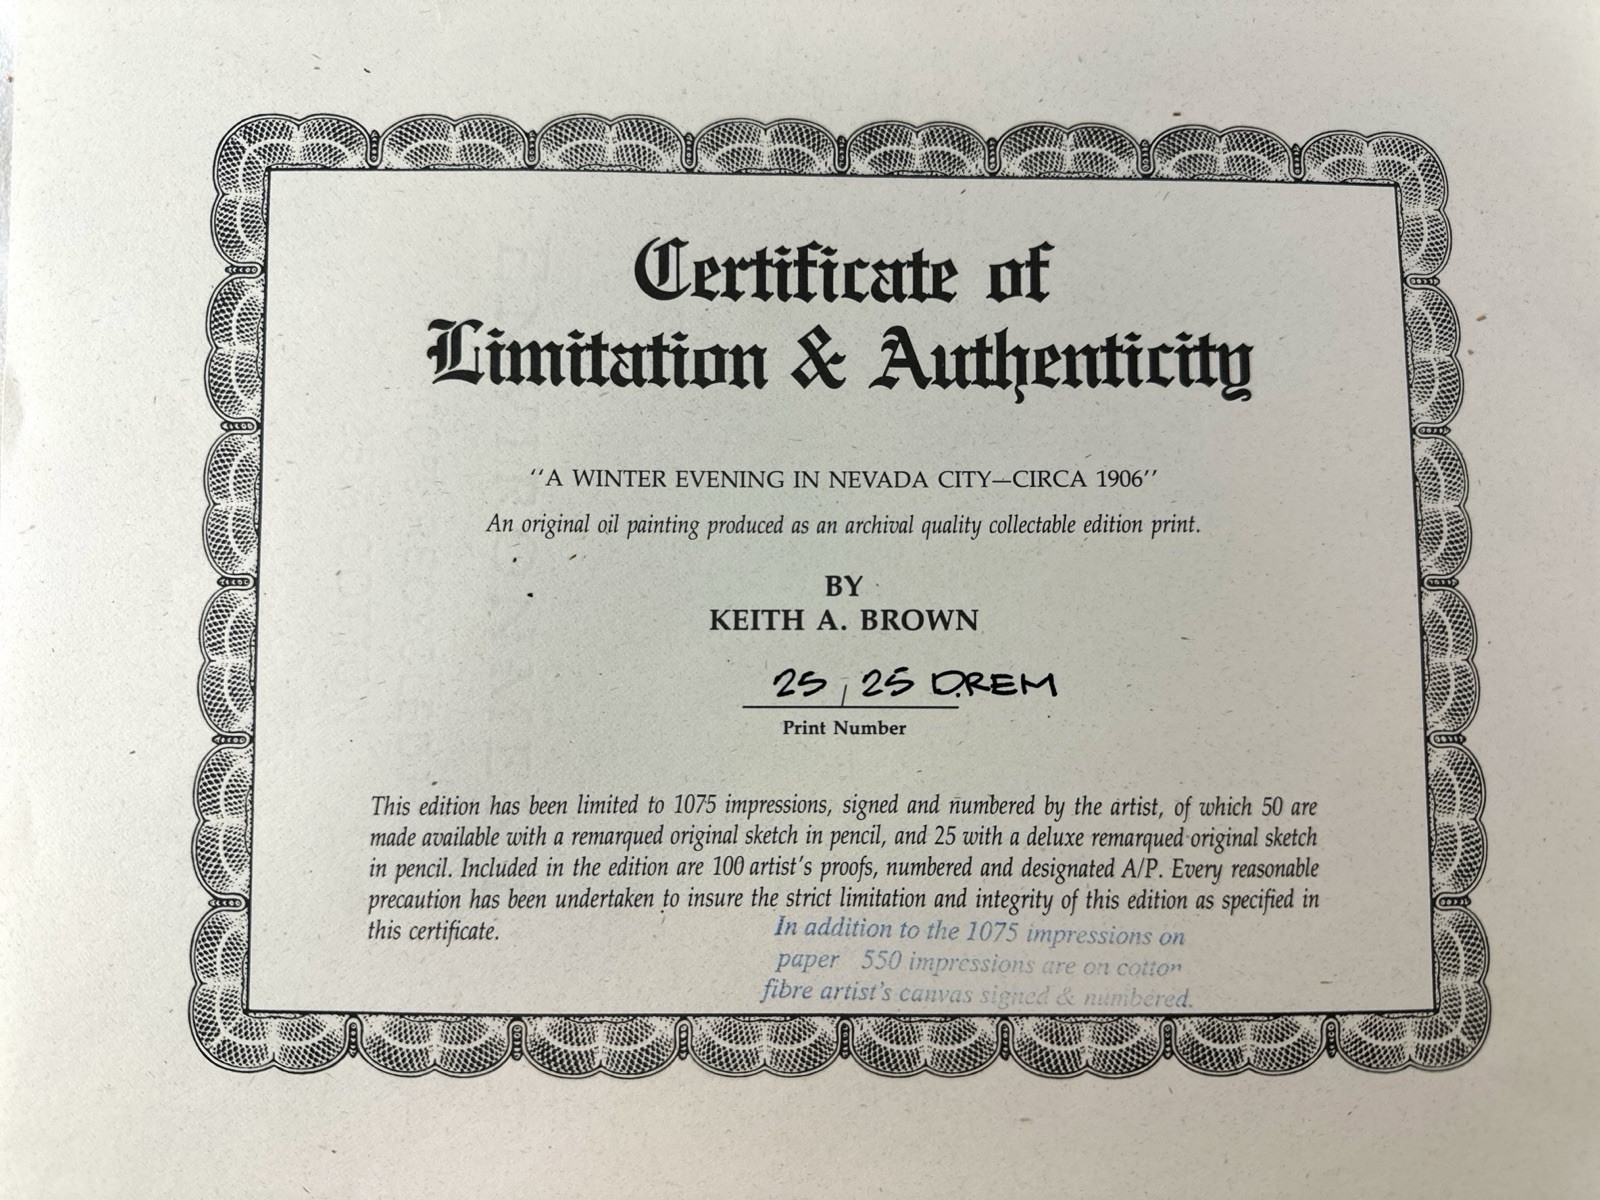 Certificate of
Limitation & Authenticity
''A WINTER EVENING IN NEVADA CITY—CIRCA 1906''
An original oil painting produced as an archival quality collectable edition print.
BY
KEITH A. BROWN
25 / 25 D.REM
Print Number
This edition has been limited to 1075 impressions, signed and numbered by the artist, of which 50 are
made available with a remarqued original sketch in pencil, and 25 with a deluxe remarqued original sketch
in pencil. Included in the edition are 100 artist's proofs, numbered and designated A/P. Every reasonable
precaution has been undertaken to insure the strict limitation and integrity of this edition as specified in
this certificate.
In addition to the 1075 impressions on
paper 550 impressions are on cotton
fibre artist's canvas signed & numbered.